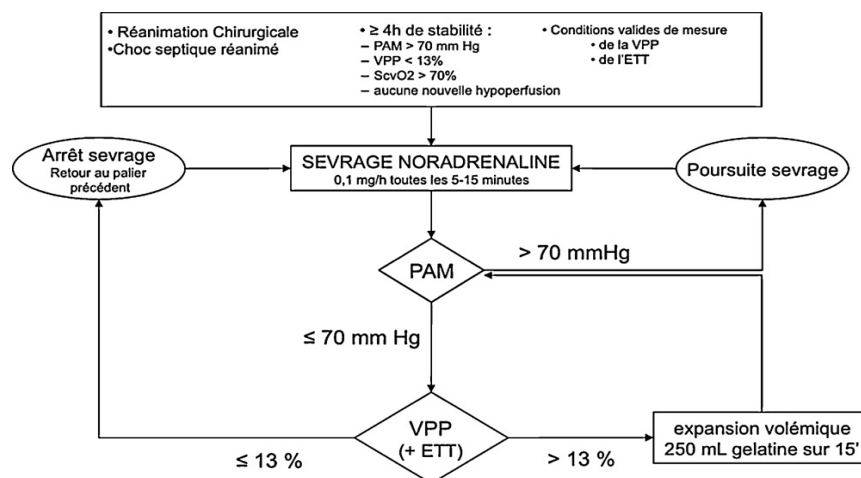 • Réanimation Chirurgicale
•Choc septique réanimé
• ≥ 4h de stabilité :
– PAM > 70 mm Hg
– VPP < 13%
– ScvO2 > 70%
– aucune nouvelle hypoperfusion
• Conditions valides de mesure
• de la VPP
• de l'ETT
Arrêt sevrage
Retour au palier
précédent
SEVRAGE NORADRENALINE
0,1 mg/h toutes les 5-15 minutes
Poursuite sevrage
PAM
> 70 mmHg
≤ 70 mm Hg
VPP
(+ ETT)
≤ 13 %
> 13 %
expansion volémique
250 mL gelatine sur 15'